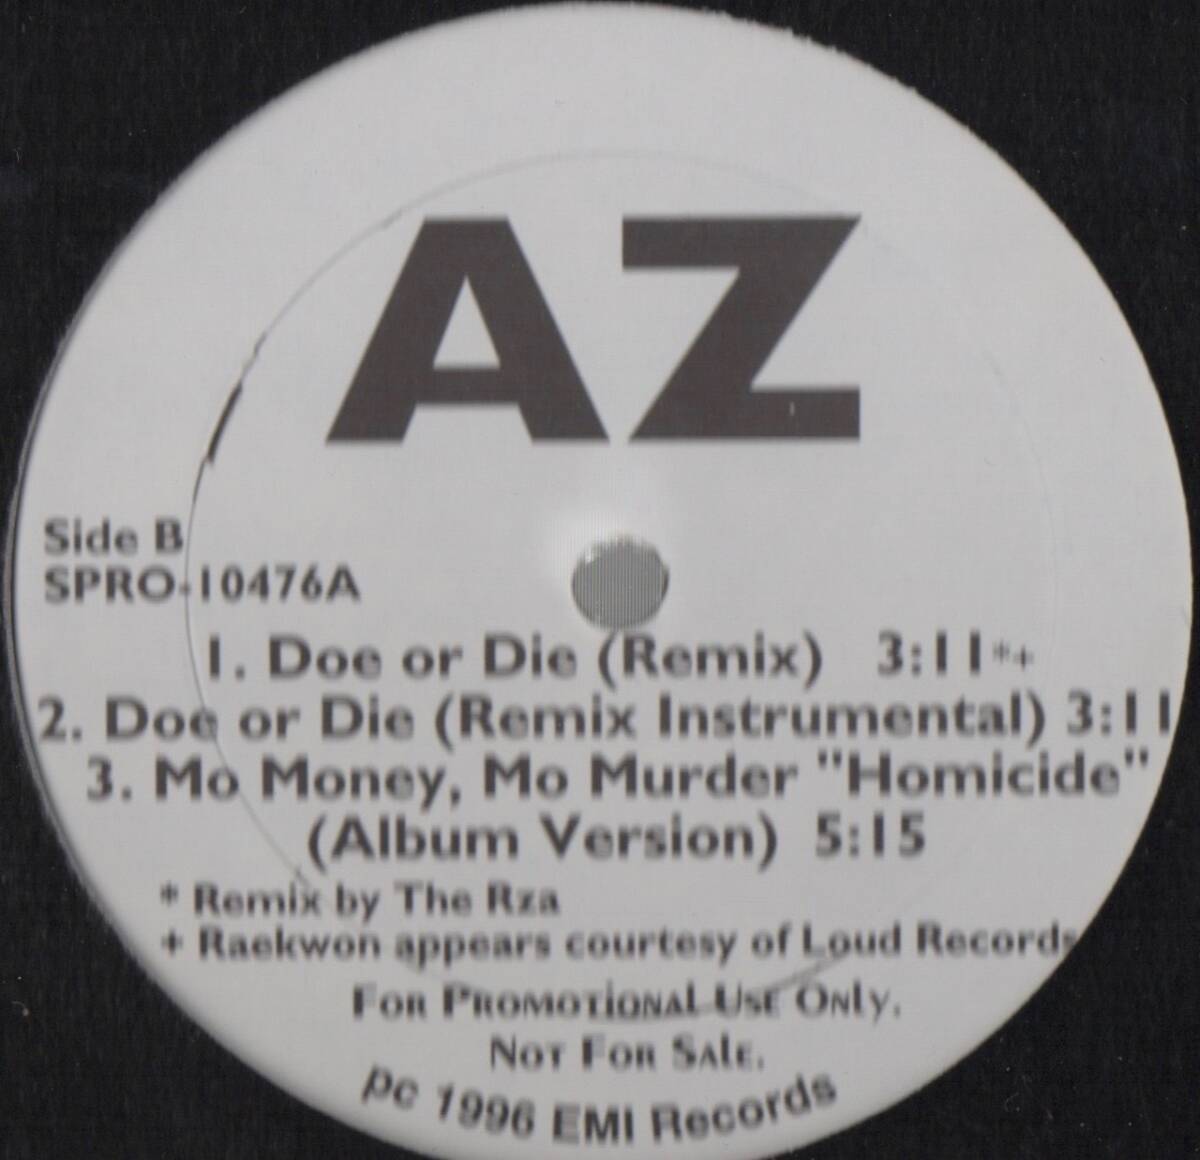 AZ
Side B
SPRO-10476A
1. Doe or Die (Remix) 3:11*+
2. Doe or Die (Remix Instrumental) 3:11
3. Mo Money, Mo Murder "Homicide"
(Album Version) 5:15
* Remix by The Rza
+ Raekwon appears courtesy of Loud Records
For Promotional Use Only.
Not For Sale.
pc 1996 EMI Records